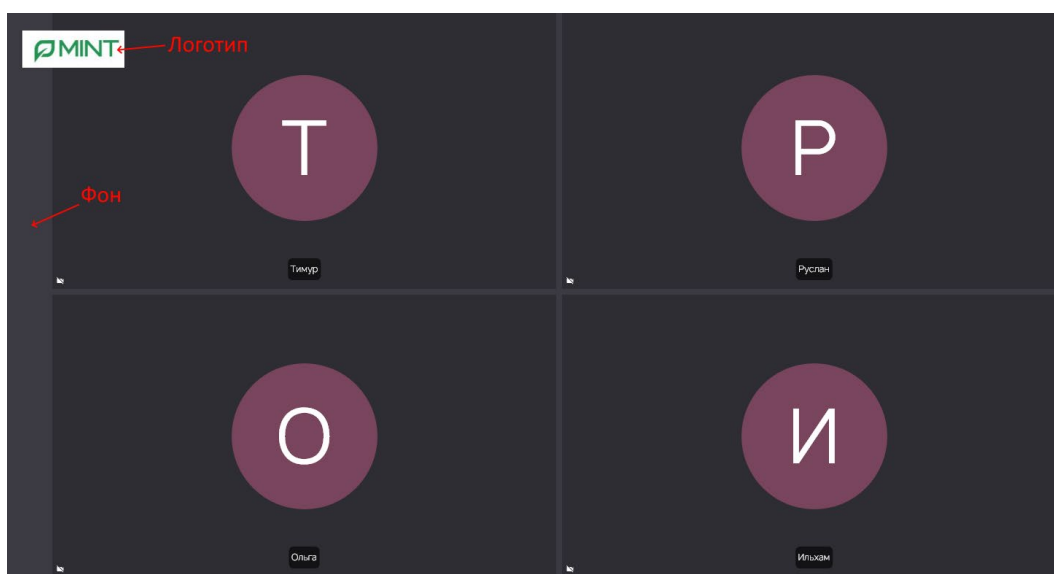 MINT
Логотип
Т
Р
Фон
Тимур
Руслан
О
И
Ольга
Ильхам